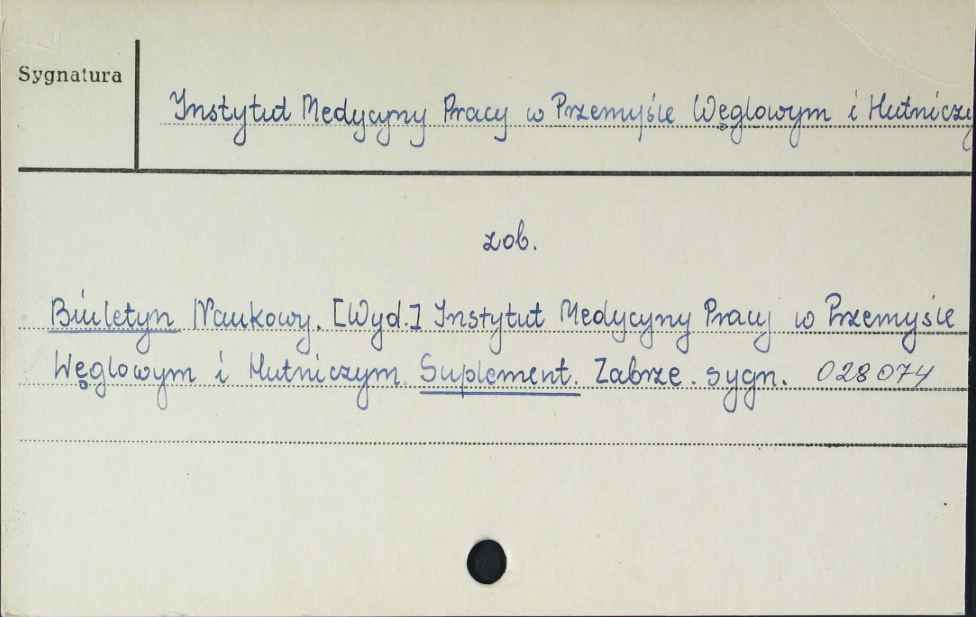 Sygnatura
Instytut Medycyny Pracy w Przemyśle Węglowym i Hutniczy
zob.
Biuletyn Naukowy. [Wyd.] Instytut Medycyny Pracy w Przemyśle
Węglowym i Hutniczym. Suplement. Zabrze. sygn. 028074